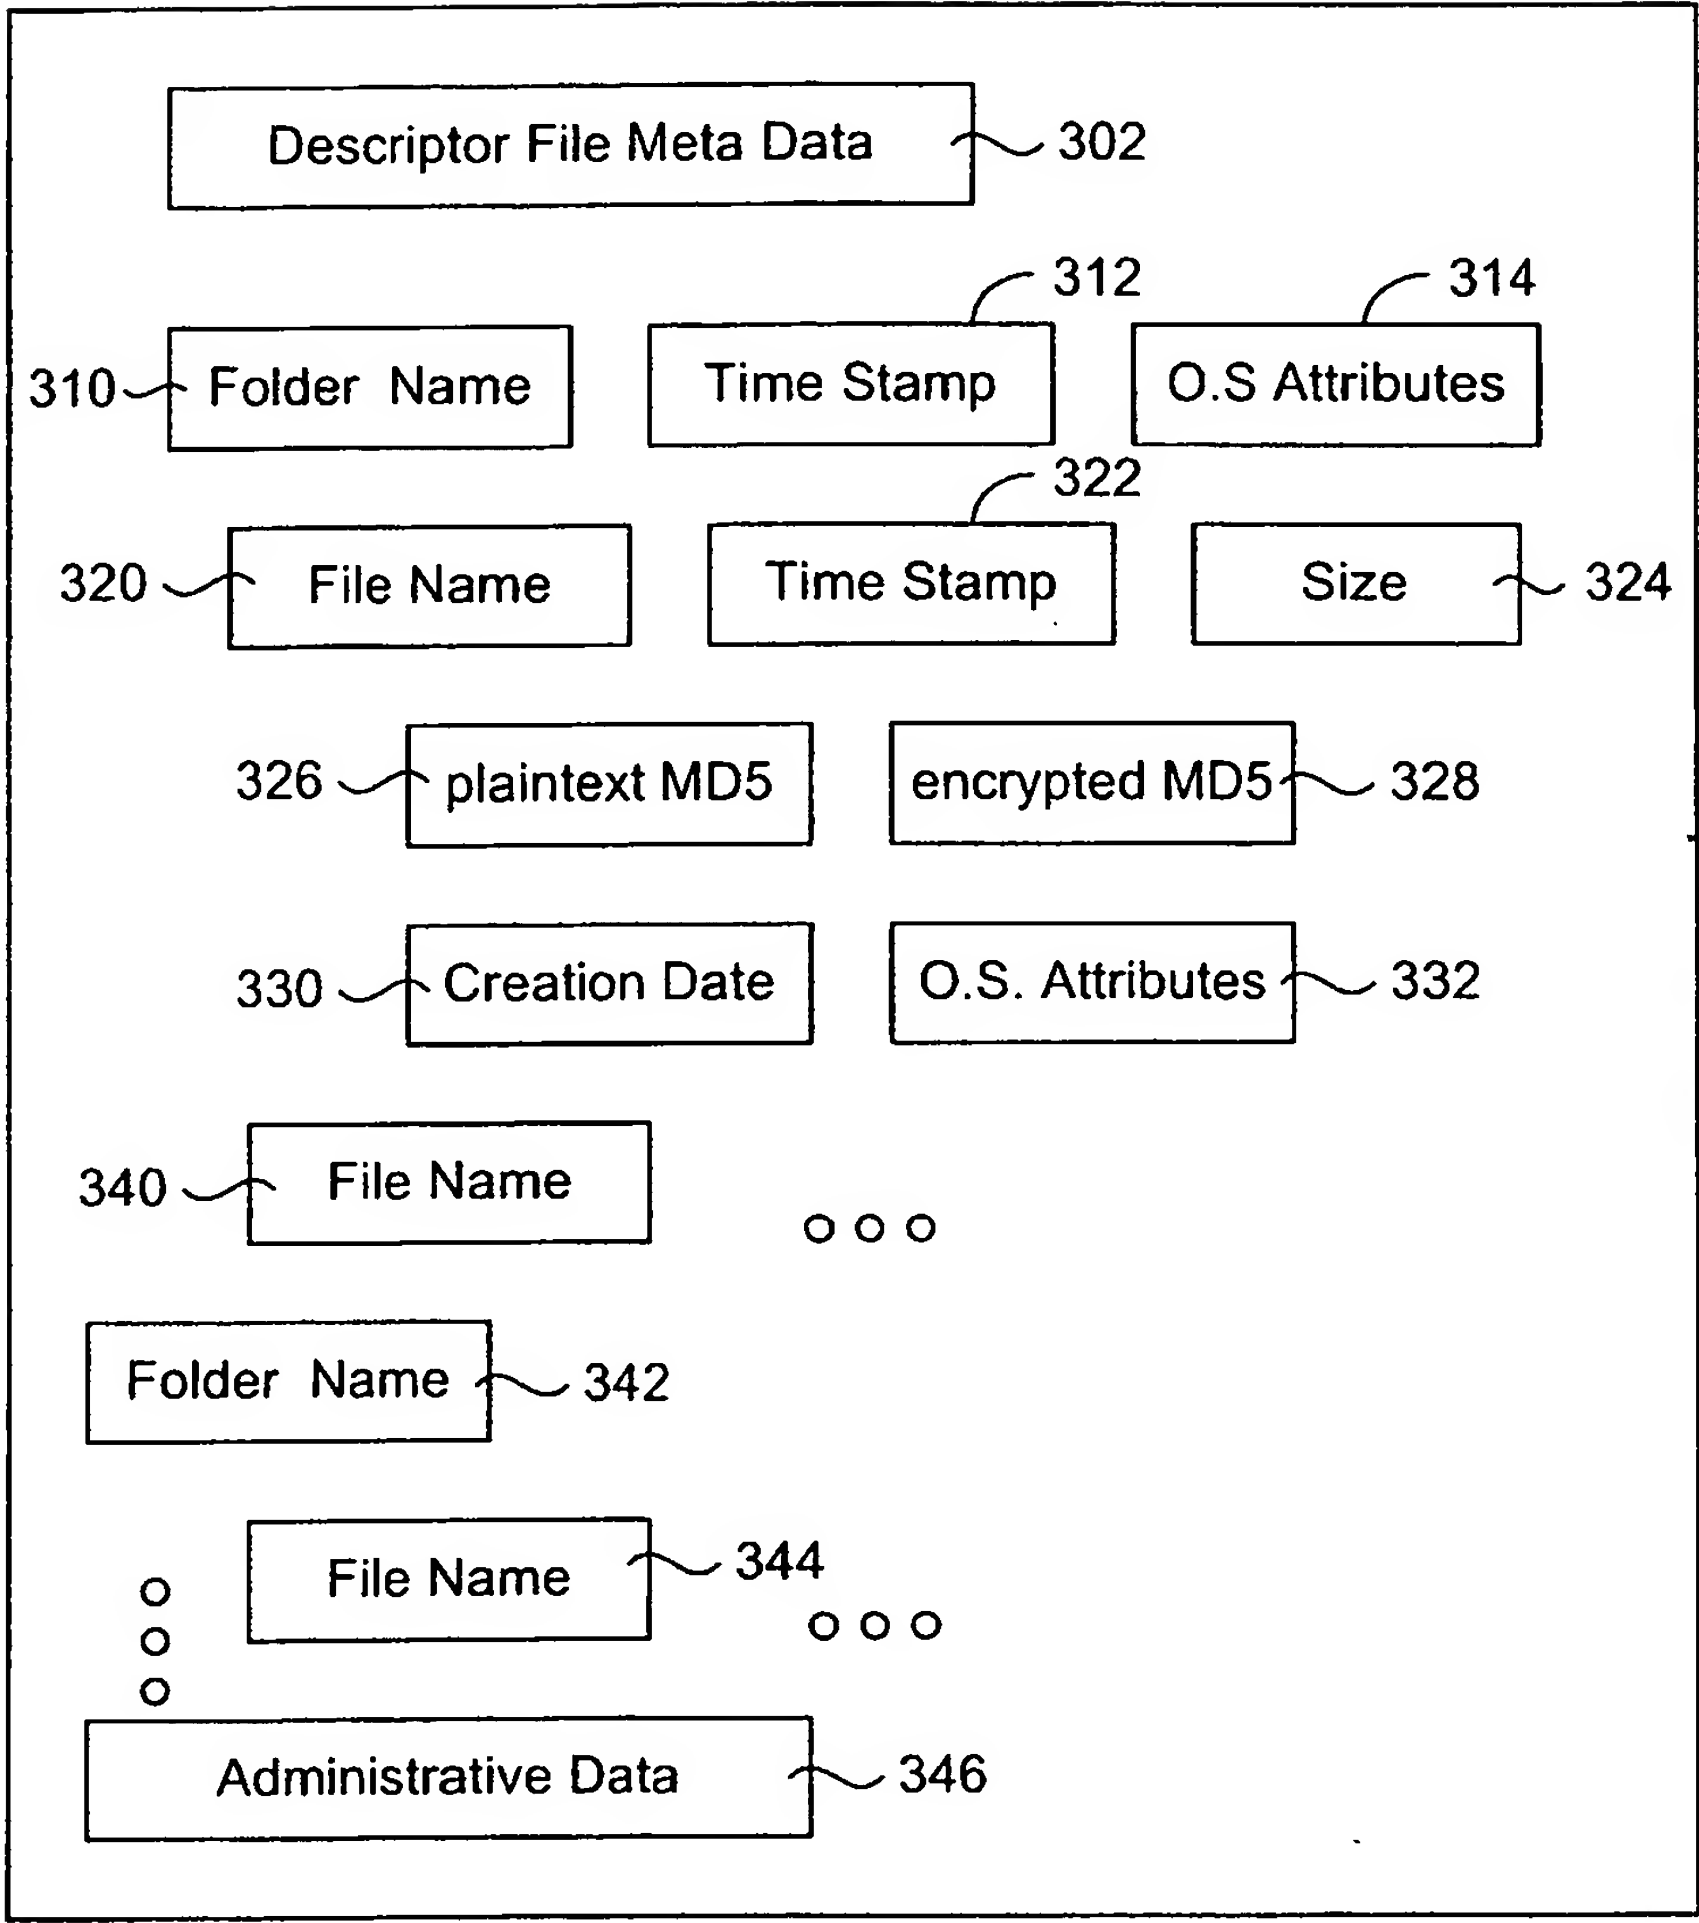 Descriptor File Meta Data 302
312 314
310 Folder Name Time Stamp O.S Attributes
322
320 File Name Time Stamp Size 324
326 plaintext MD5 encrypted MD5 328
330 Creation Date O.S. Attributes 332
340 File Name
Folder Name 342
File Name 344
Administrative Data 346